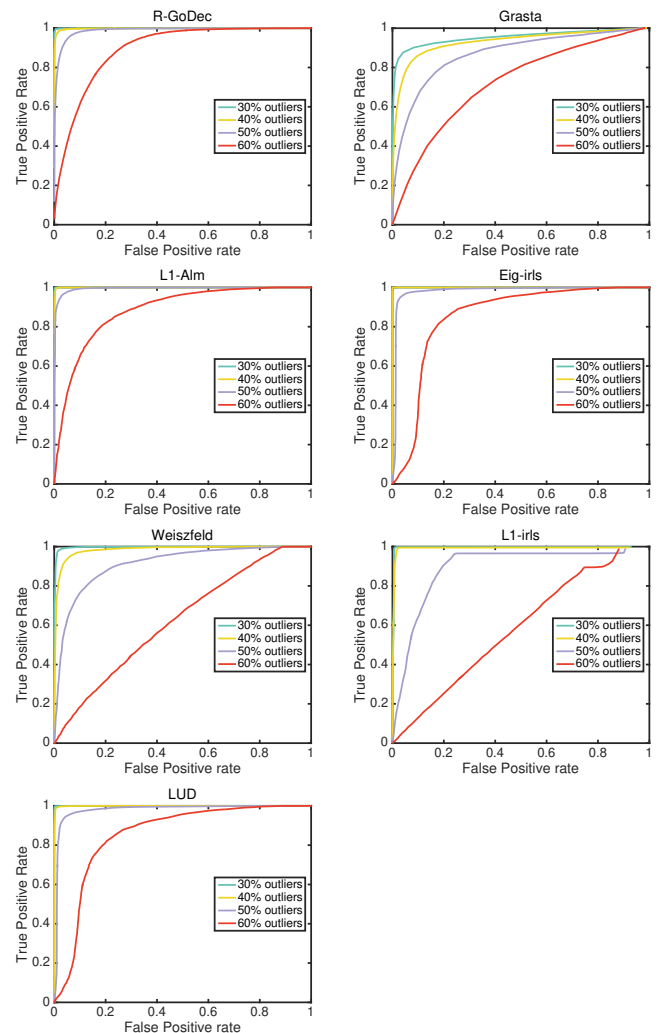 R-GoDec
True Positive Rate
1
0.8
0.6
0.4
0.2
0
30% outliers
40% outliers
50% outliers
60% outliers
0 0.2 0.4 0.6 0.8 1
False Positive rate
Grasta
True Positive Rate
1
0.8
0.6
0.4
0.2
0
30% outliers
40% outliers
50% outliers
60% outliers
0 0.2 0.4 0.6 0.8 1
False Positive rate
L1-Alm
True Positive Rate
1
0.8
0.6
0.4
0.2
0
30% outliers
40% outliers
50% outliers
60% outliers
0 0.2 0.4 0.6 0.8 1
False Positive rate
Eig-irls
True Positive Rate
1
0.8
0.6
0.4
0.2
0
30% outliers
40% outliers
50% outliers
60% outliers
0 0.2 0.4 0.6 0.8 1
False Positive rate
Weiszfeld
True Positive Rate
1
0.8
0.6
0.4
0.2
0
30% outliers
40% outliers
50% outliers
60% outliers
0 0.2 0.4 0.6 0.8 1
False Positive rate
L1-irls
True Positive Rate
1
0.8
0.6
0.4
0.2
0
30% outliers
40% outliers
50% outliers
60% outliers
0 0.2 0.4 0.6 0.8 1
False Positive rate
LUD
True Positive Rate
1
0.8
0.6
0.4
0.2
0
30% outliers
40% outliers
50% outliers
60% outliers
0 0.2 0.4 0.6 0.8 1
False Positive rate